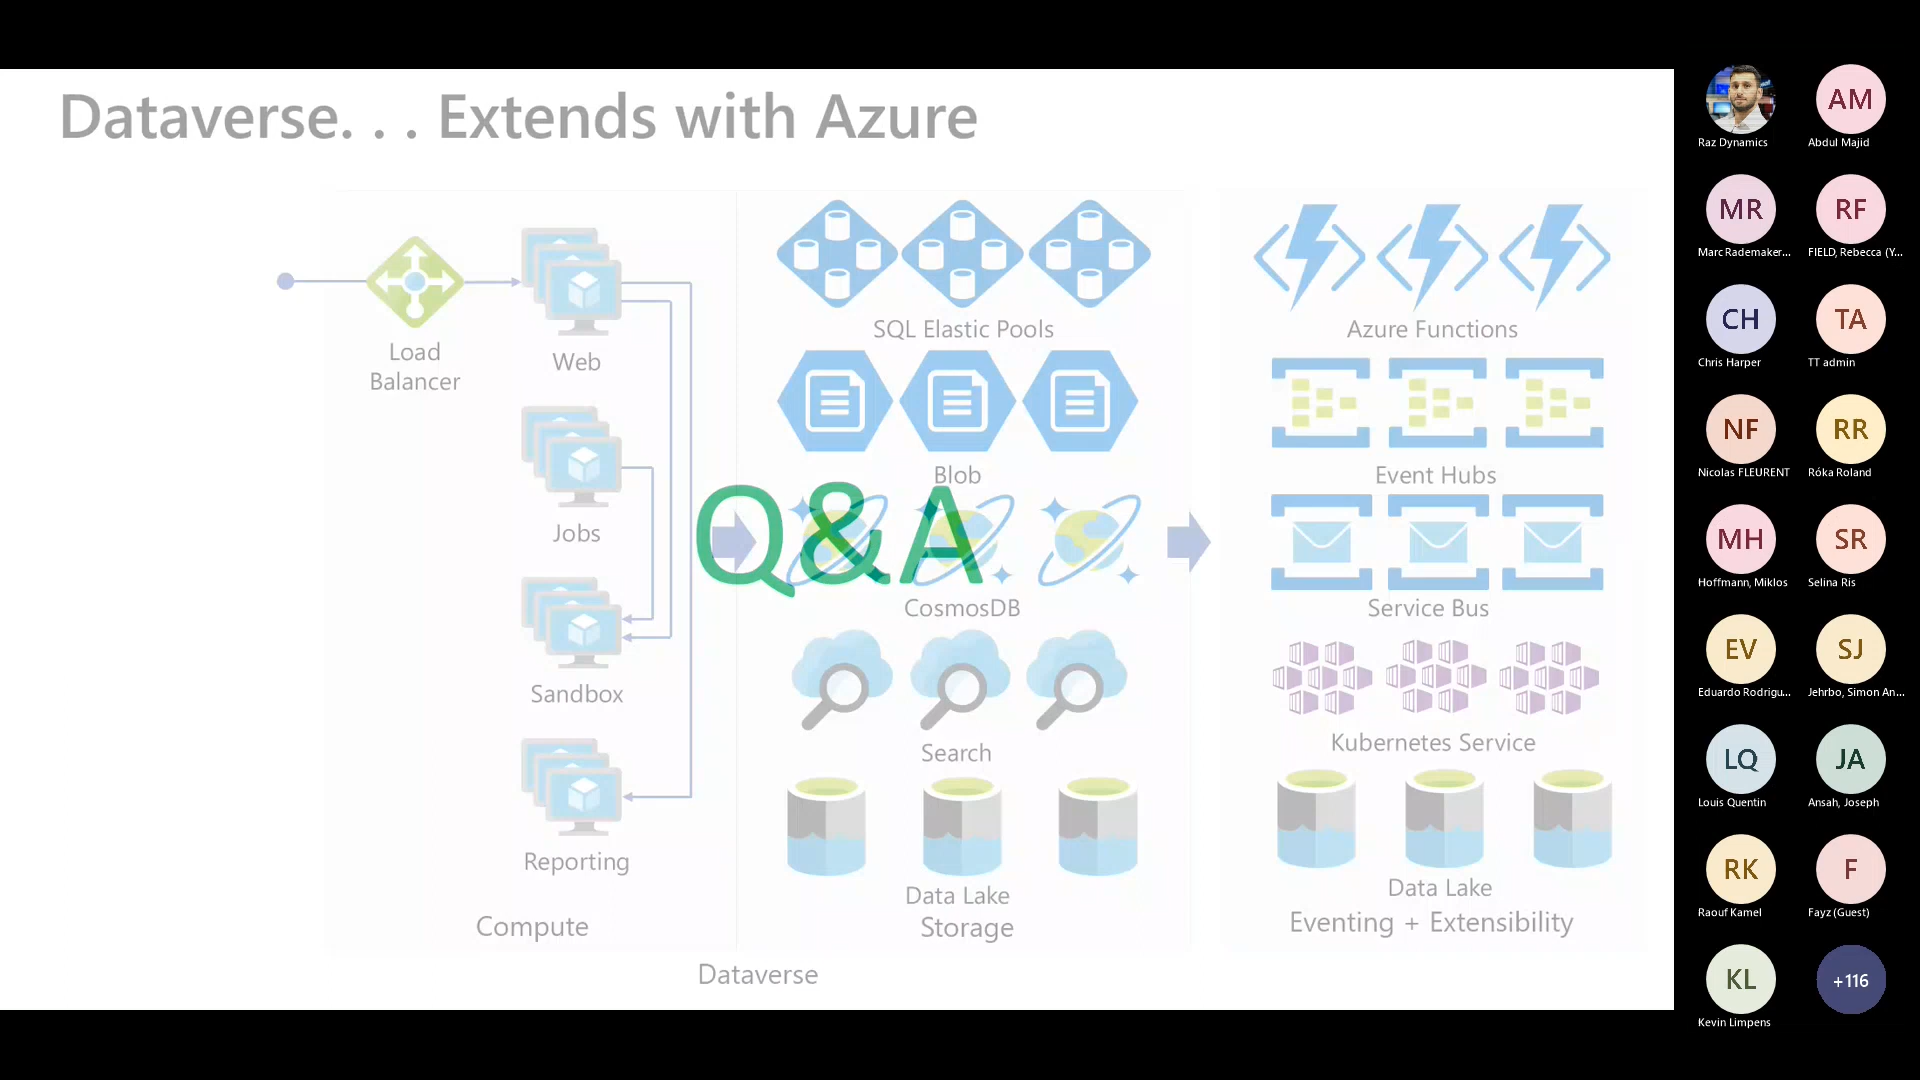 Dataverse. . . Extends with Azure
Load
Balancer
Web
Jobs
Sandbox
Reporting
Compute
SQL Elastic Pools
Blob
Q&A
CosmosDB
Search
Data Lake
Storage
Dataverse
Azure Functions
Event Hubs
Service Bus
Kubernetes Service
Data Lake
Eventing + Extensibility
Raz Dynamics
AM
Abdul Majid
MR
Marc Rademaker...
RF
FIELD, Rebecca (Y...
CH
Chris Harper
TA
TT admin
NF
Nicolas FLEURENT
RR
Róka Roland
MH
Hoffmann, Miklos
SR
Selina Ris
EV
Eduardo Rodrigu...
SJ
Jehrbo, Simon An...
LQ
Louis Quentin
JA
Ansah, Joseph
RK
Raouf Kamel
F
Fayz (Guest)
KL
Kevin Limpens
+116